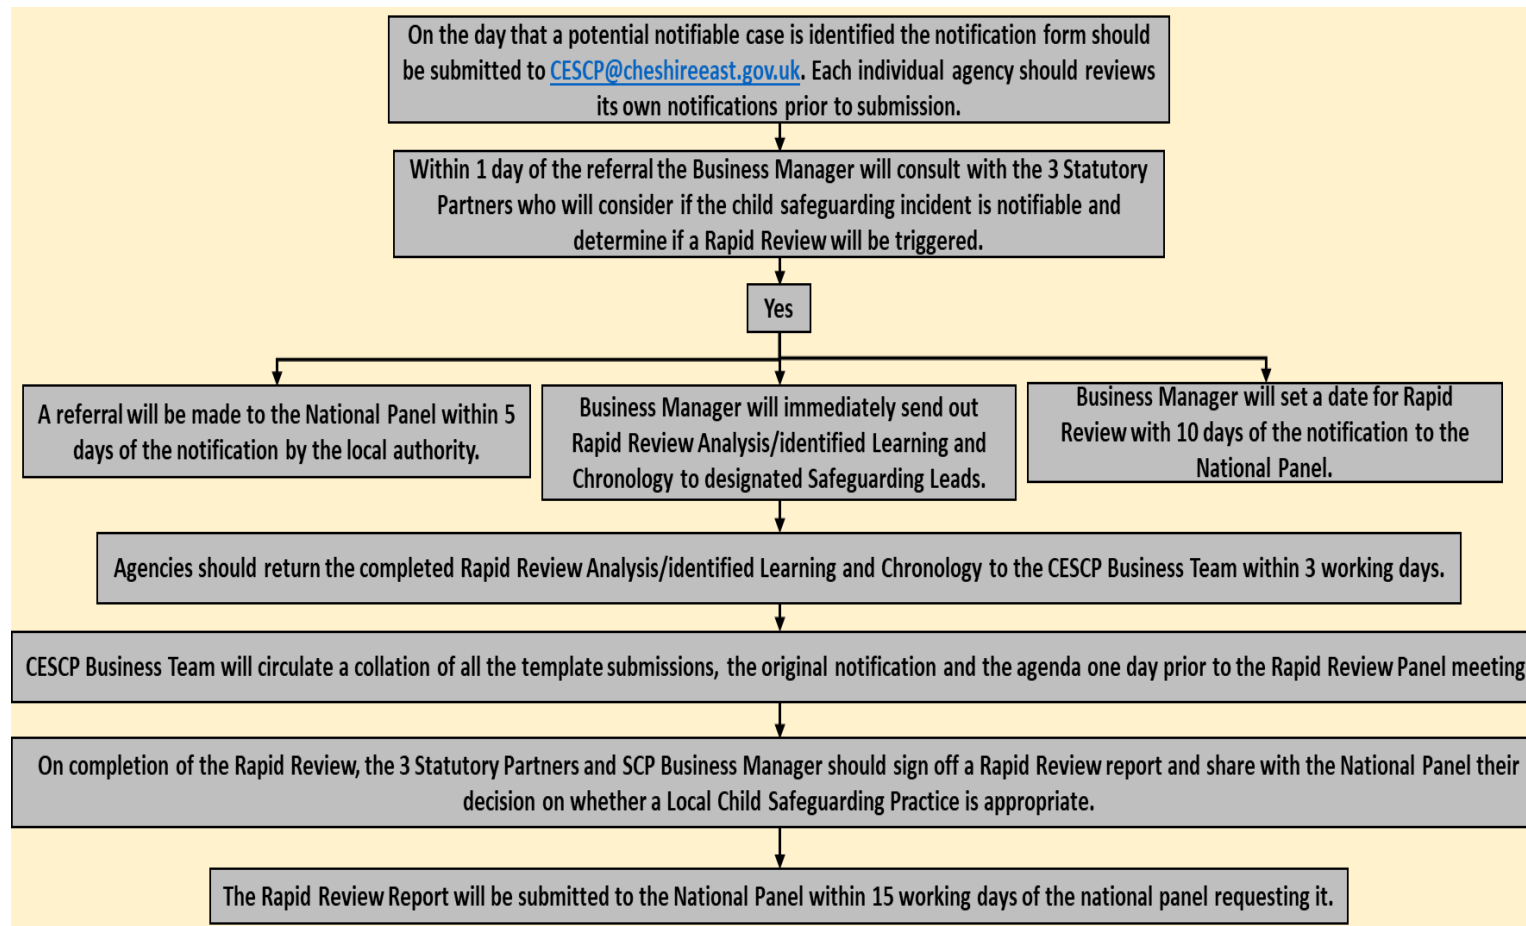 On the day that a potential notifiable case is identified the notification form should
be submitted to CESCP@cheshireeast.gov.uk. Each individual agency should reviews
its own notifications prior to submission.
Within 1 day of the referral the Business Manager will consult with the 3 Statutory
Partners who will consider if the child safeguarding incident is notifiable and
determine if a Rapid Review will be triggered.
Yes
A referral will be made to the National Panel within 5
days of the notification by the local authority.
Business Manager will immediately send out
Rapid Review Analysis/identified Learning and
Chronology to designated Safeguarding Leads.
Business Manager will set a date for Rapid
Review with 10 days of the notification to the
National Panel.
Agencies should return the completed Rapid Review Analysis/identified Learning and Chronology to the CESCP Business Team within 3 working days.
CESCP Business Team will circulate a collation of all the template submissions, the original notification and the agenda one day prior to the Rapid Review Panel meeting
On completion of the Rapid Review, the 3 Statutory Partners and SCP Business Manager should sign off a Rapid Review report and share with the National Panel their
decision on whether a Local Child Safeguarding Practice is appropriate.
The Rapid Review Report will be submitted to the National Panel within 15 working days of the national panel requesting it.